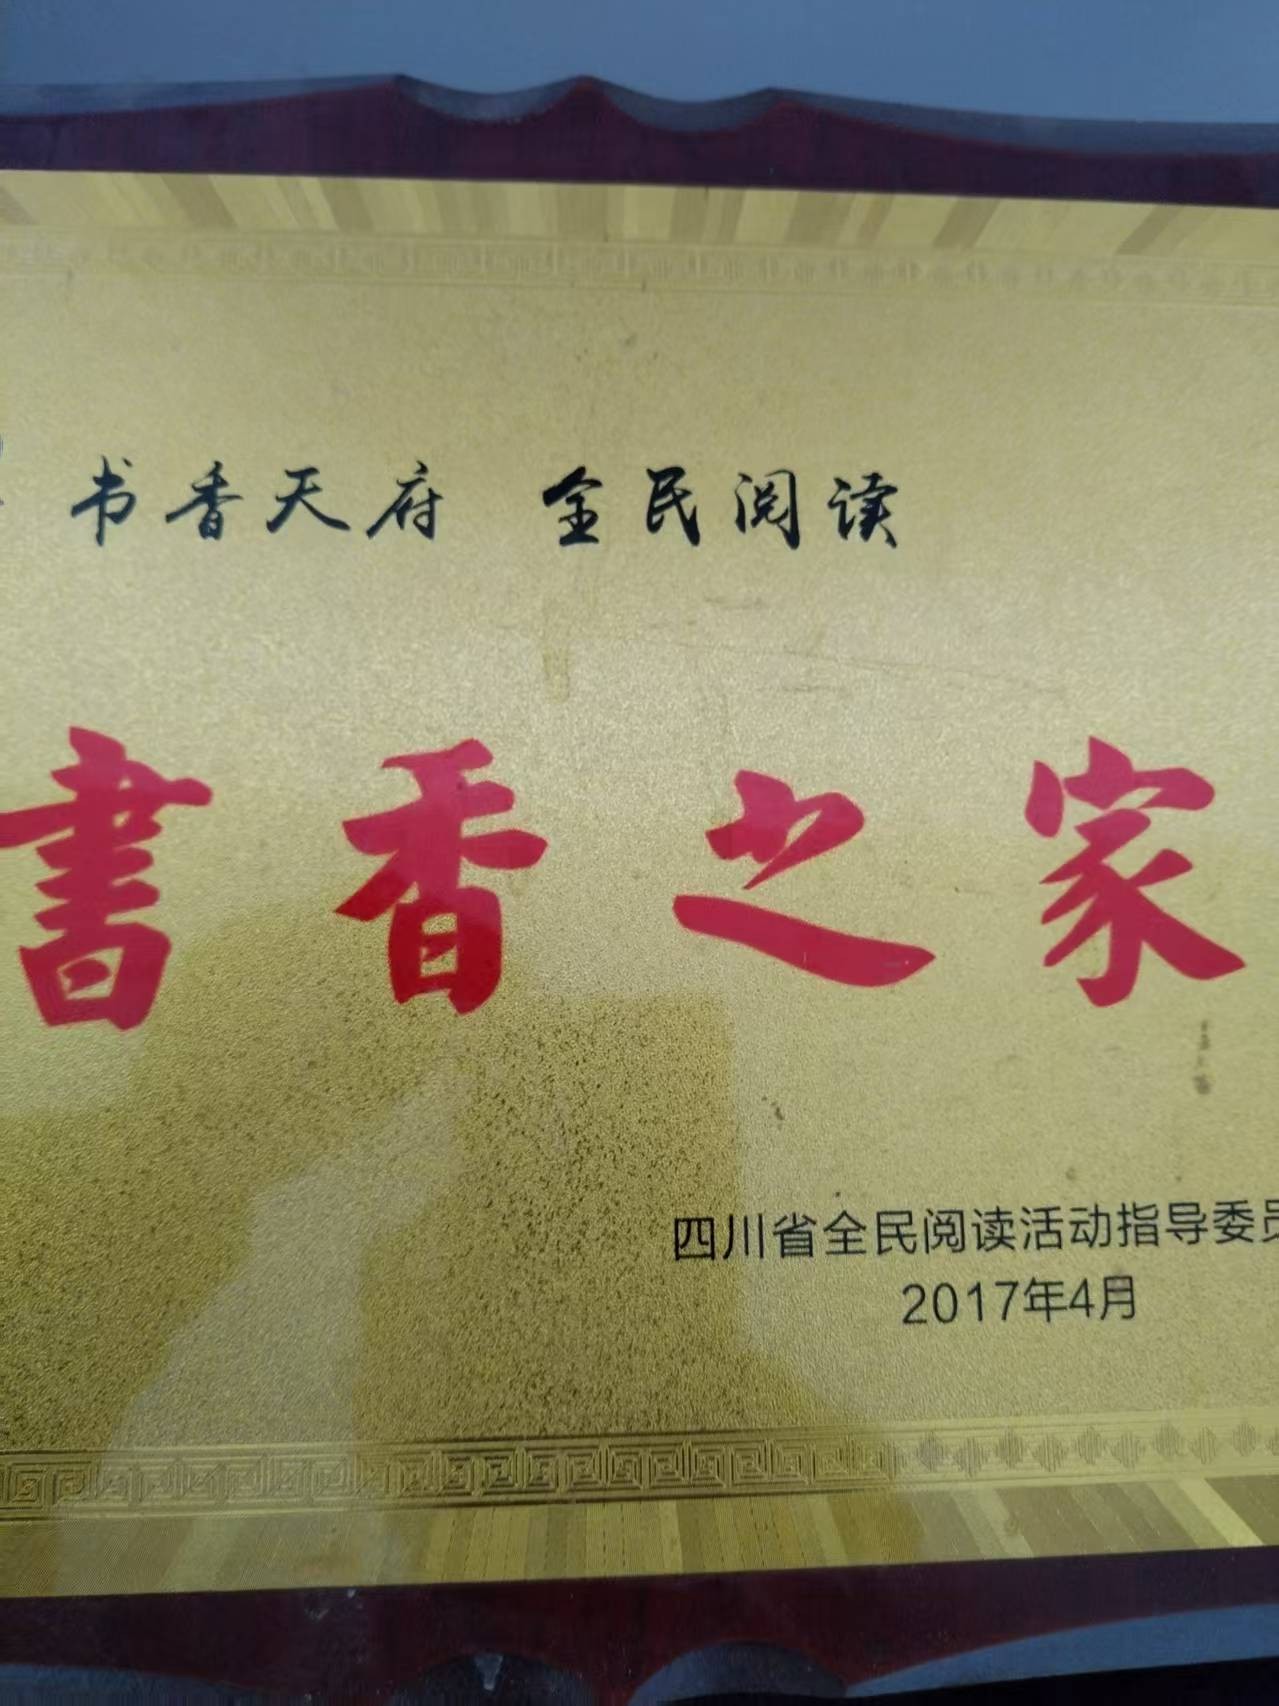 书香天府 全民阅读
書香之家
四川省全民阅读活动指导委员
2017年4月